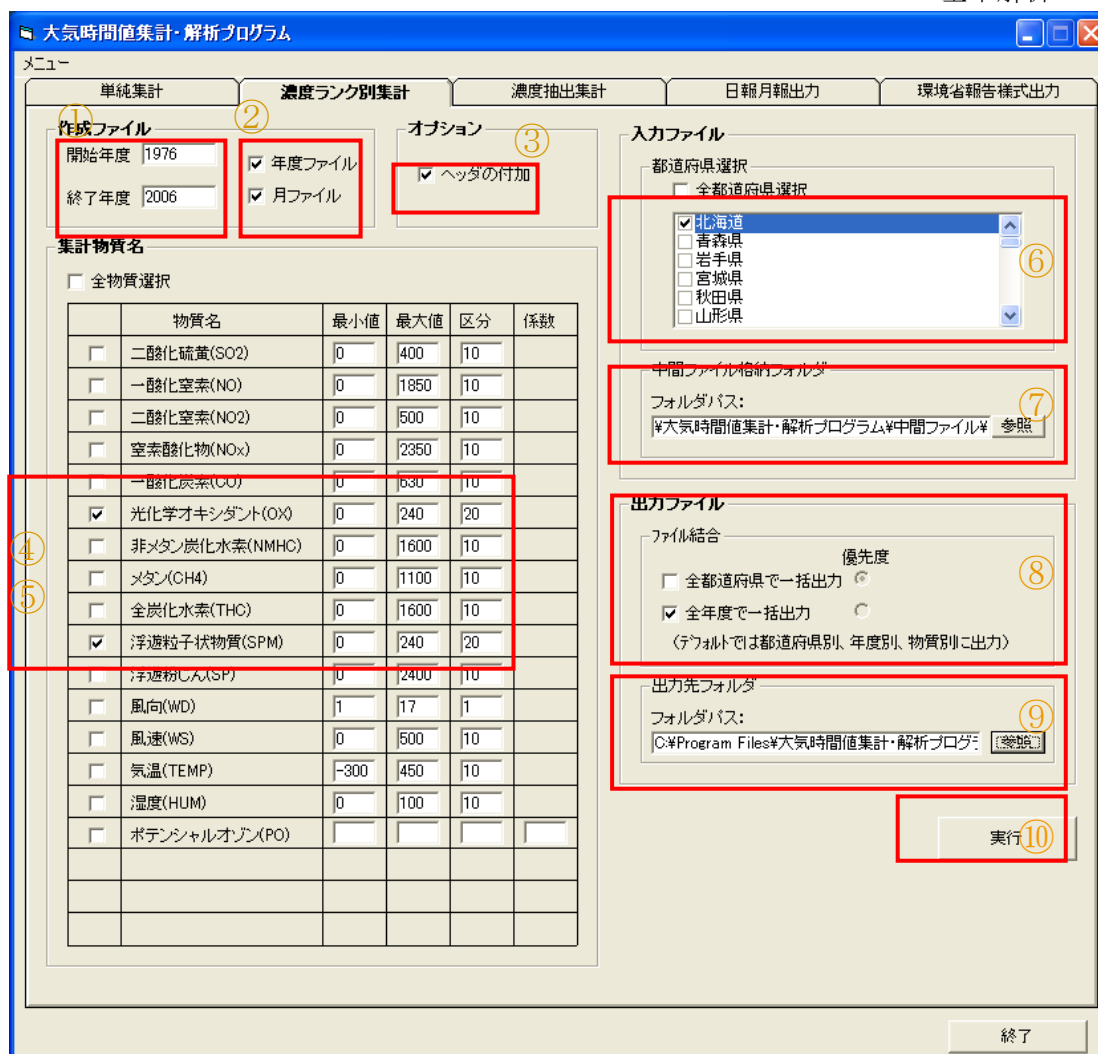 大気時間値集計・解析プログラム
メニュー
単純集計 濃度ランク別集計 濃度抽出集計 日報月報出力 環境省報告様式出力
① ② ③
作成ファイル オプション
開始年度 1976 年度ファイル ヘッダの付加
終了年度 2006 月ファイル
集計物質名
全物質選択
物質名 最小値 最大値 区分 係数
二酸化硫黄(SO2) 0 400 10
一酸化窒素(NO) 0 1850 10
二酸化窒素(NO2) 0 500 10
窒素酸化物(NOx) 0 2350 10
一酸化炭素(CO) 0 630 10
④ 光化学オキシダント(OX) 0 240 20
非メタン炭化水素(NMHC) 0 1600 10
⑤ メタン(CH4) 0 1100 10
全炭化水素(THC) 0 1600 10
浮遊粒子状物質(SPM) 0 240 20
浮遊粉じん(SP) 0 2400 10
風向(WD) 1 17 1
風速(WS) 0 500 10
気温(TEMP) -300 450 10
湿度(HUM) 0 100 10
ポテンシャルオゾン(PO)
入力ファイル
都道府県選択
全都道府県選択
北海道
青森県
岩手県
宮城県
秋田県
山形県
⑥
中間ファイル格納フォルダ
フォルダパス: ⑦
¥大気時間値集計・解析プログラム¥中間ファイル¥ 参照
出力ファイル
ファイル結合
優先度
全都道府県で一括出力 ⑧
全年度で一括出力
(デフォルトでは都道府県別、年度別、物質別に出力)
出力先フォルダ
フォルダパス: ⑨
C:¥Program Files¥大気時間値集計・解析プログ 参照
実行 ⑩
終了